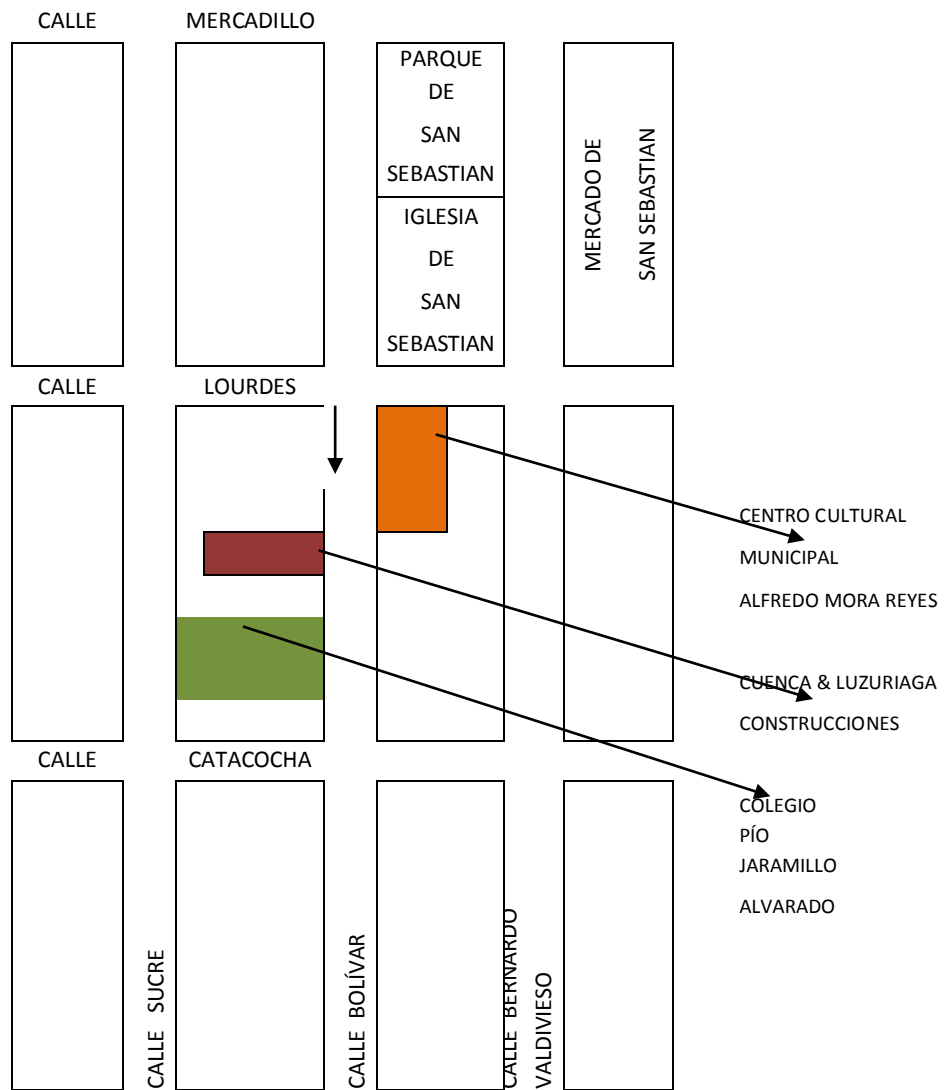 CALLE MERCADILLO
PARQUE
DE
SAN
SEBASTIAN
IGLESIA
DE
SAN
SEBASTIAN
MERCADO DE
SAN SEBASTIAN
CALLE LOURDES
CENTRO CULTURAL
MUNICIPAL
ALFREDO MORA REYES
CUENCA & LUZURIAGA
CONSTRUCCIONES
CALLE CATACOCHA
COLEGIO
PÍO
JARAMILLO
ALVARADO
CALLE SUCRE
CALLE BOLÍVAR
CALLE BERNARDO
VALDIVIESO